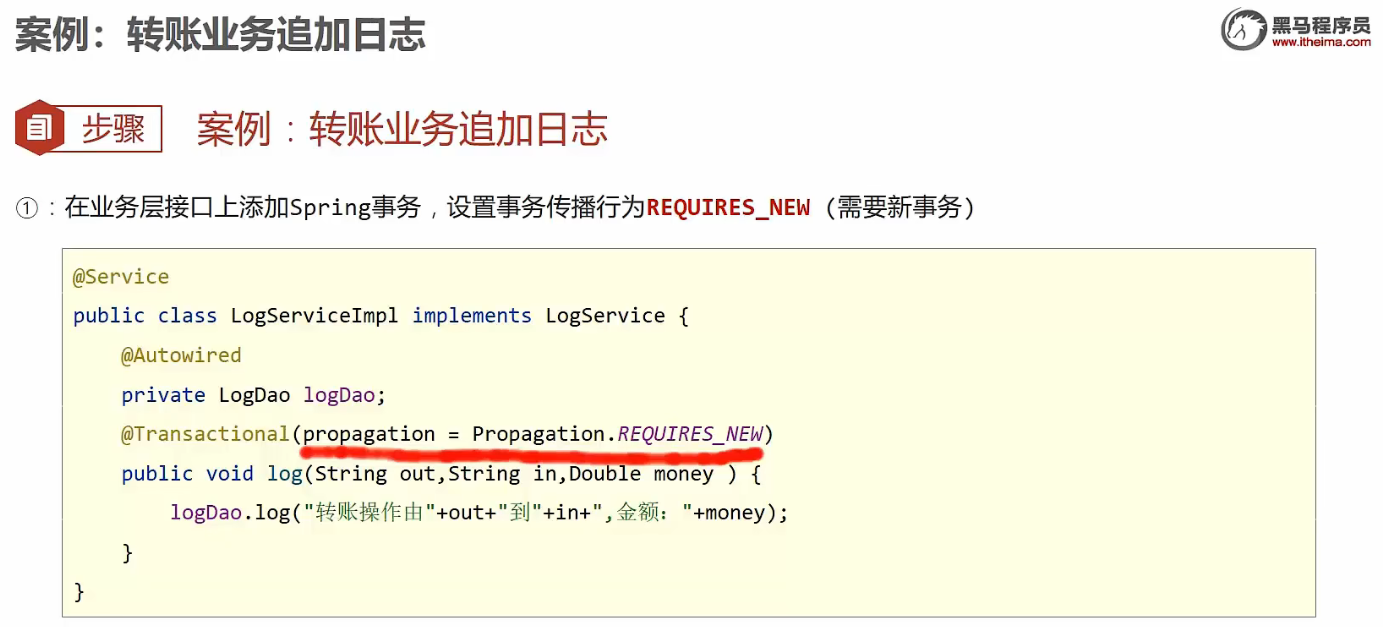 案例：转账业务追加日志
黑马程序员
www.itheima.com
步骤
案例：转账业务追加日志
①：在业务层接口上添加Spring事务，设置事务传播行为REQUIRES_NEW（需要新事务）
@Service
public class LogServiceImpl implements LogService {
@Autowired
private LogDao logDao;
@Transactional(propagation = Propagation.REQUIRES_NEW)
public void log(String out,String in,Double money ) {
logDao.log("转账操作由"+out+"到"+in+",金额："+money);
}
}